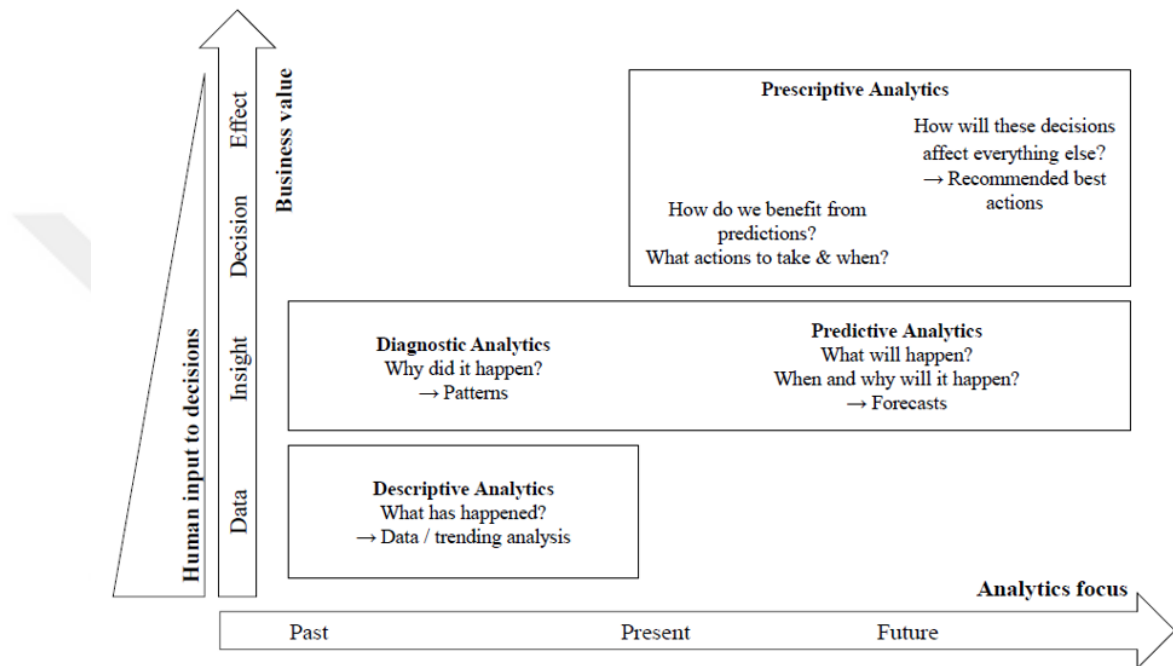 Human input to decisions
Data
Insight
Decision
Effect
Business value
Prescriptive Analytics
How will these decisions
affect everything else?
→ Recommended best
actions
How do we benefit from
predictions?
What actions to take & when?
Diagnostic Analytics
Why did it happen?
→ Patterns
Predictive Analytics
What will happen?
When and why will it happen?
→ Forecasts
Descriptive Analytics
What has happened?
→ Data / trending analysis
Analytics focus
Past
Present
Future